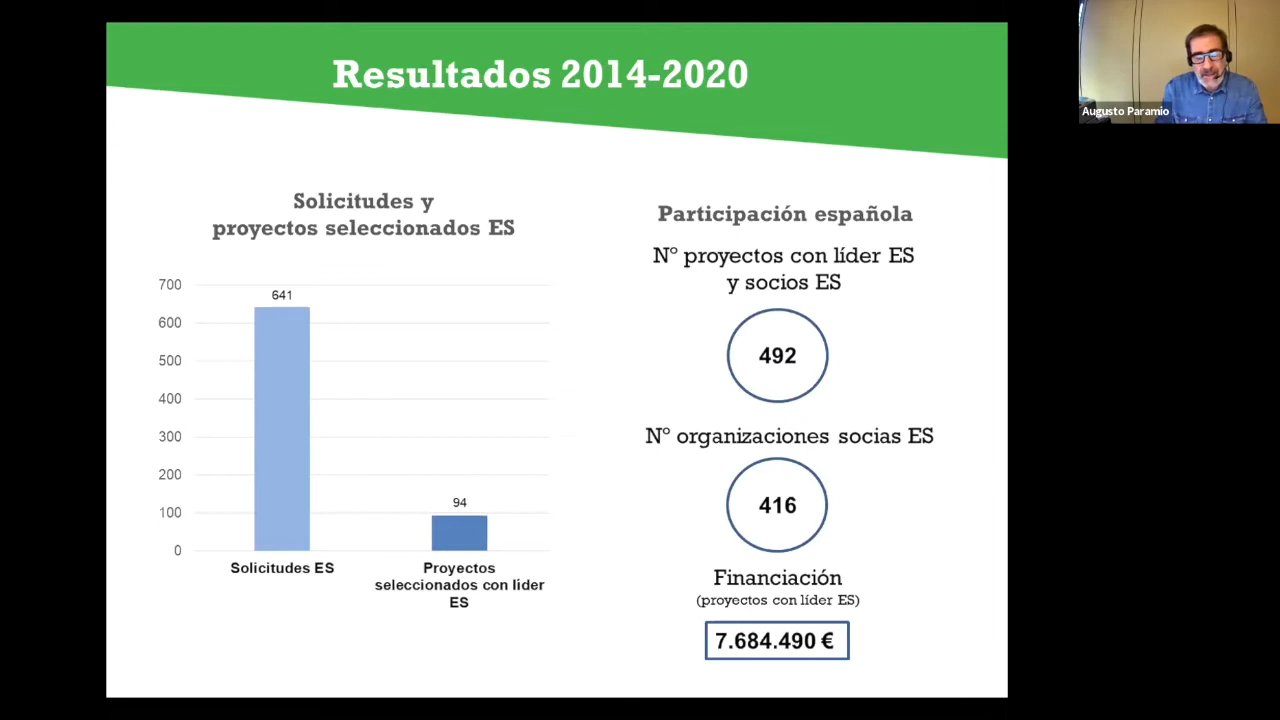 Resultados 2014-2020
Augusto Paramio
Solicitudes y
proyectos seleccionados ES
700
600
500
400
300
200
100
0
641
94
Solicitudes ES
Proyectos
seleccionados con lider
ES
Participación española
Nº proyectos con líder ES
y socios ES
492
Nº organizaciones socias ES
416
Financiación
(proyectos con líder ES)
7.684.490 €